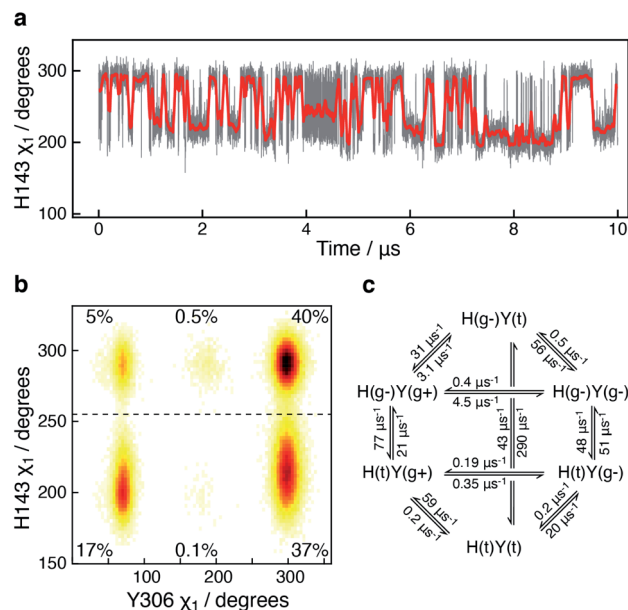 a
H143 χ₁ / degrees
300
200
100
0
2
4
6
8
10
Time / μs
b
5%
0.5%
40%
H143 χ₁ / degrees
300
250
200
150
17%
0.1%
37%
100
200
300
Y306 χ₁ / degrees
c
H(g-)Y(t)
31 μs⁻¹
3.1 μs⁻¹
0.5 μs⁻¹
56 μs⁻¹
H(g-)Y(g+)
0.4 μs⁻¹
4.5 μs⁻¹
H(g-)Y(g-)
77 μs⁻¹
21 μs⁻¹
43 μs⁻¹
290 μs⁻¹
48 μs⁻¹
51 μs⁻¹
H(t)Y(g+)
0.19 μs⁻¹
0.35 μs⁻¹
H(t)Y(g-)
59 μs⁻¹
0.2 μs⁻¹
0.2 μs⁻¹
20 μs⁻¹
H(t)Y(t)